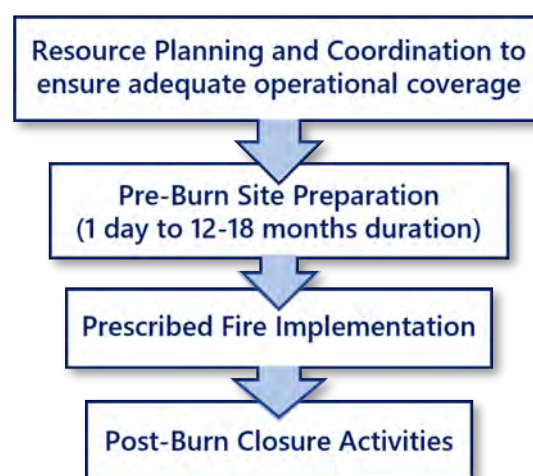 Resource Planning and Coordination to
ensure adequate operational coverage
Pre-Burn Site Preparation
(1 day to 12-18 months duration)
Prescribed Fire Implementation
Post-Burn Closure Activities